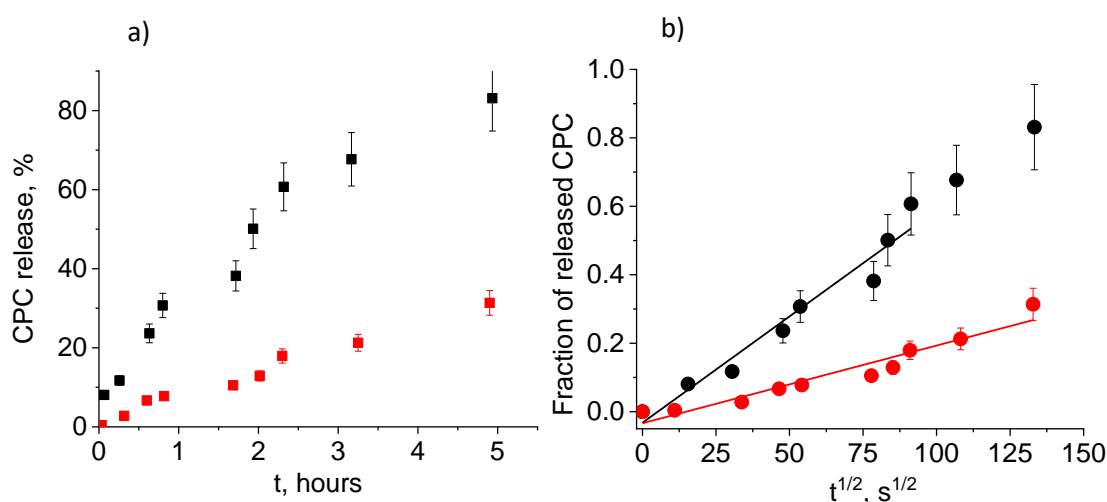 a)
CPC release, %
80
60
40
20
0
0 1 2 3 4 5
t, hours
b)
Fraction of released CPC
1.0
0.8
0.6
0.4
0.2
0.0
0 25 50 75 100 125 150
t^{1/2}, s^{1/2}